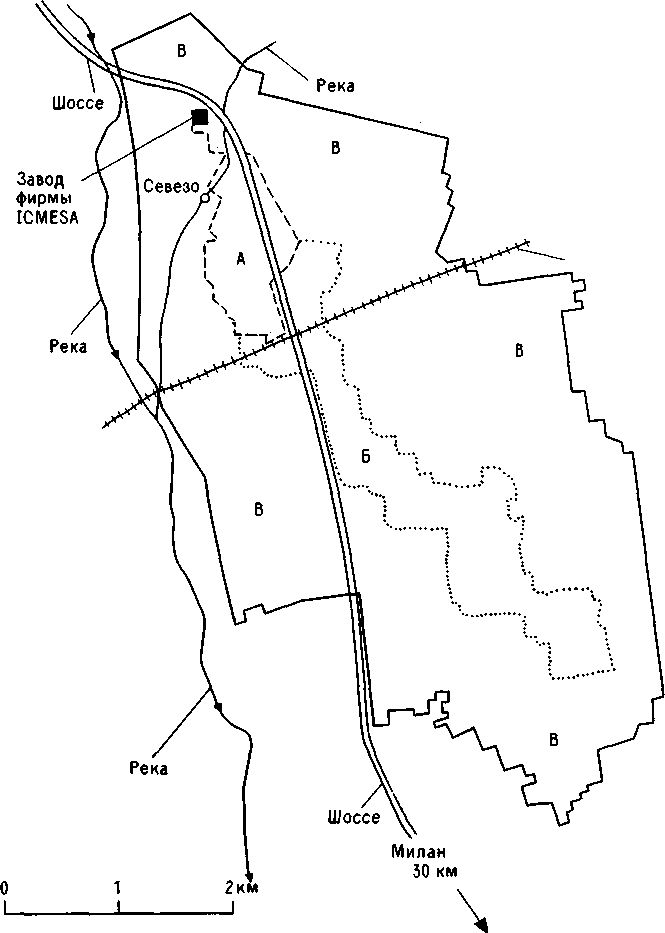 В
Река
Шоссе
В
Завод
фирмы
ICMESA
Севезо
А
Река
В
Б
В
В
Река
Шоссе
Милан
30 км
0 1 2 км